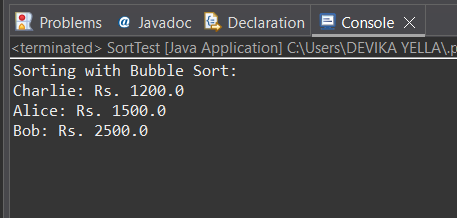 Problems @ Javadoc Declaration Console
<terminated> SortTest [Java Application] C:\Users\DEVIKA YELLA\.p
Sorting with Bubble Sort:
Charlie: Rs. 1200.0
Alice: Rs. 1500.0
Bob: Rs. 2500.0